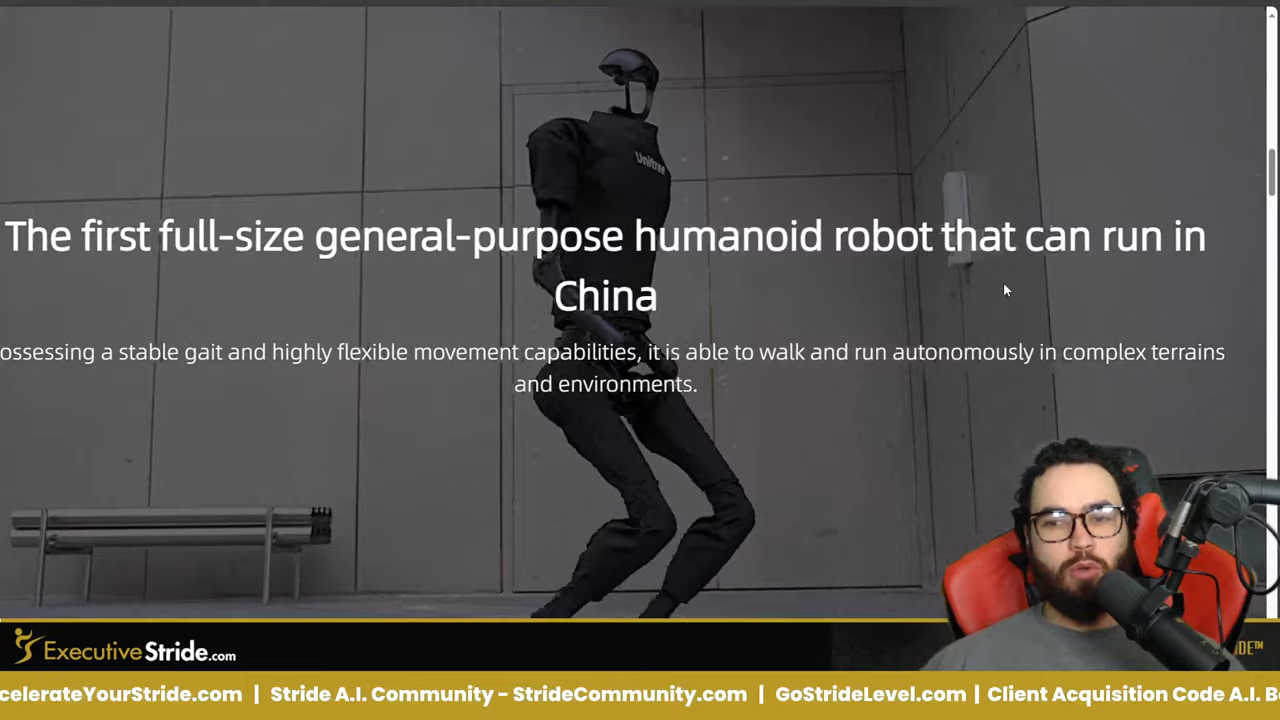 Unitree
The first full-size general-purpose humanoid robot that can run in
China
ossessing a stable gait and highly flexible movement capabilities, it is able to walk and run autonomously in complex terrains
and environments.
ExecutiveStride.com
IDE™
celerateYourStride.com | Stride A.I. Community - StrideCommunity.com | GoStrideLevel.com | Client Acquisition Code A.I. B